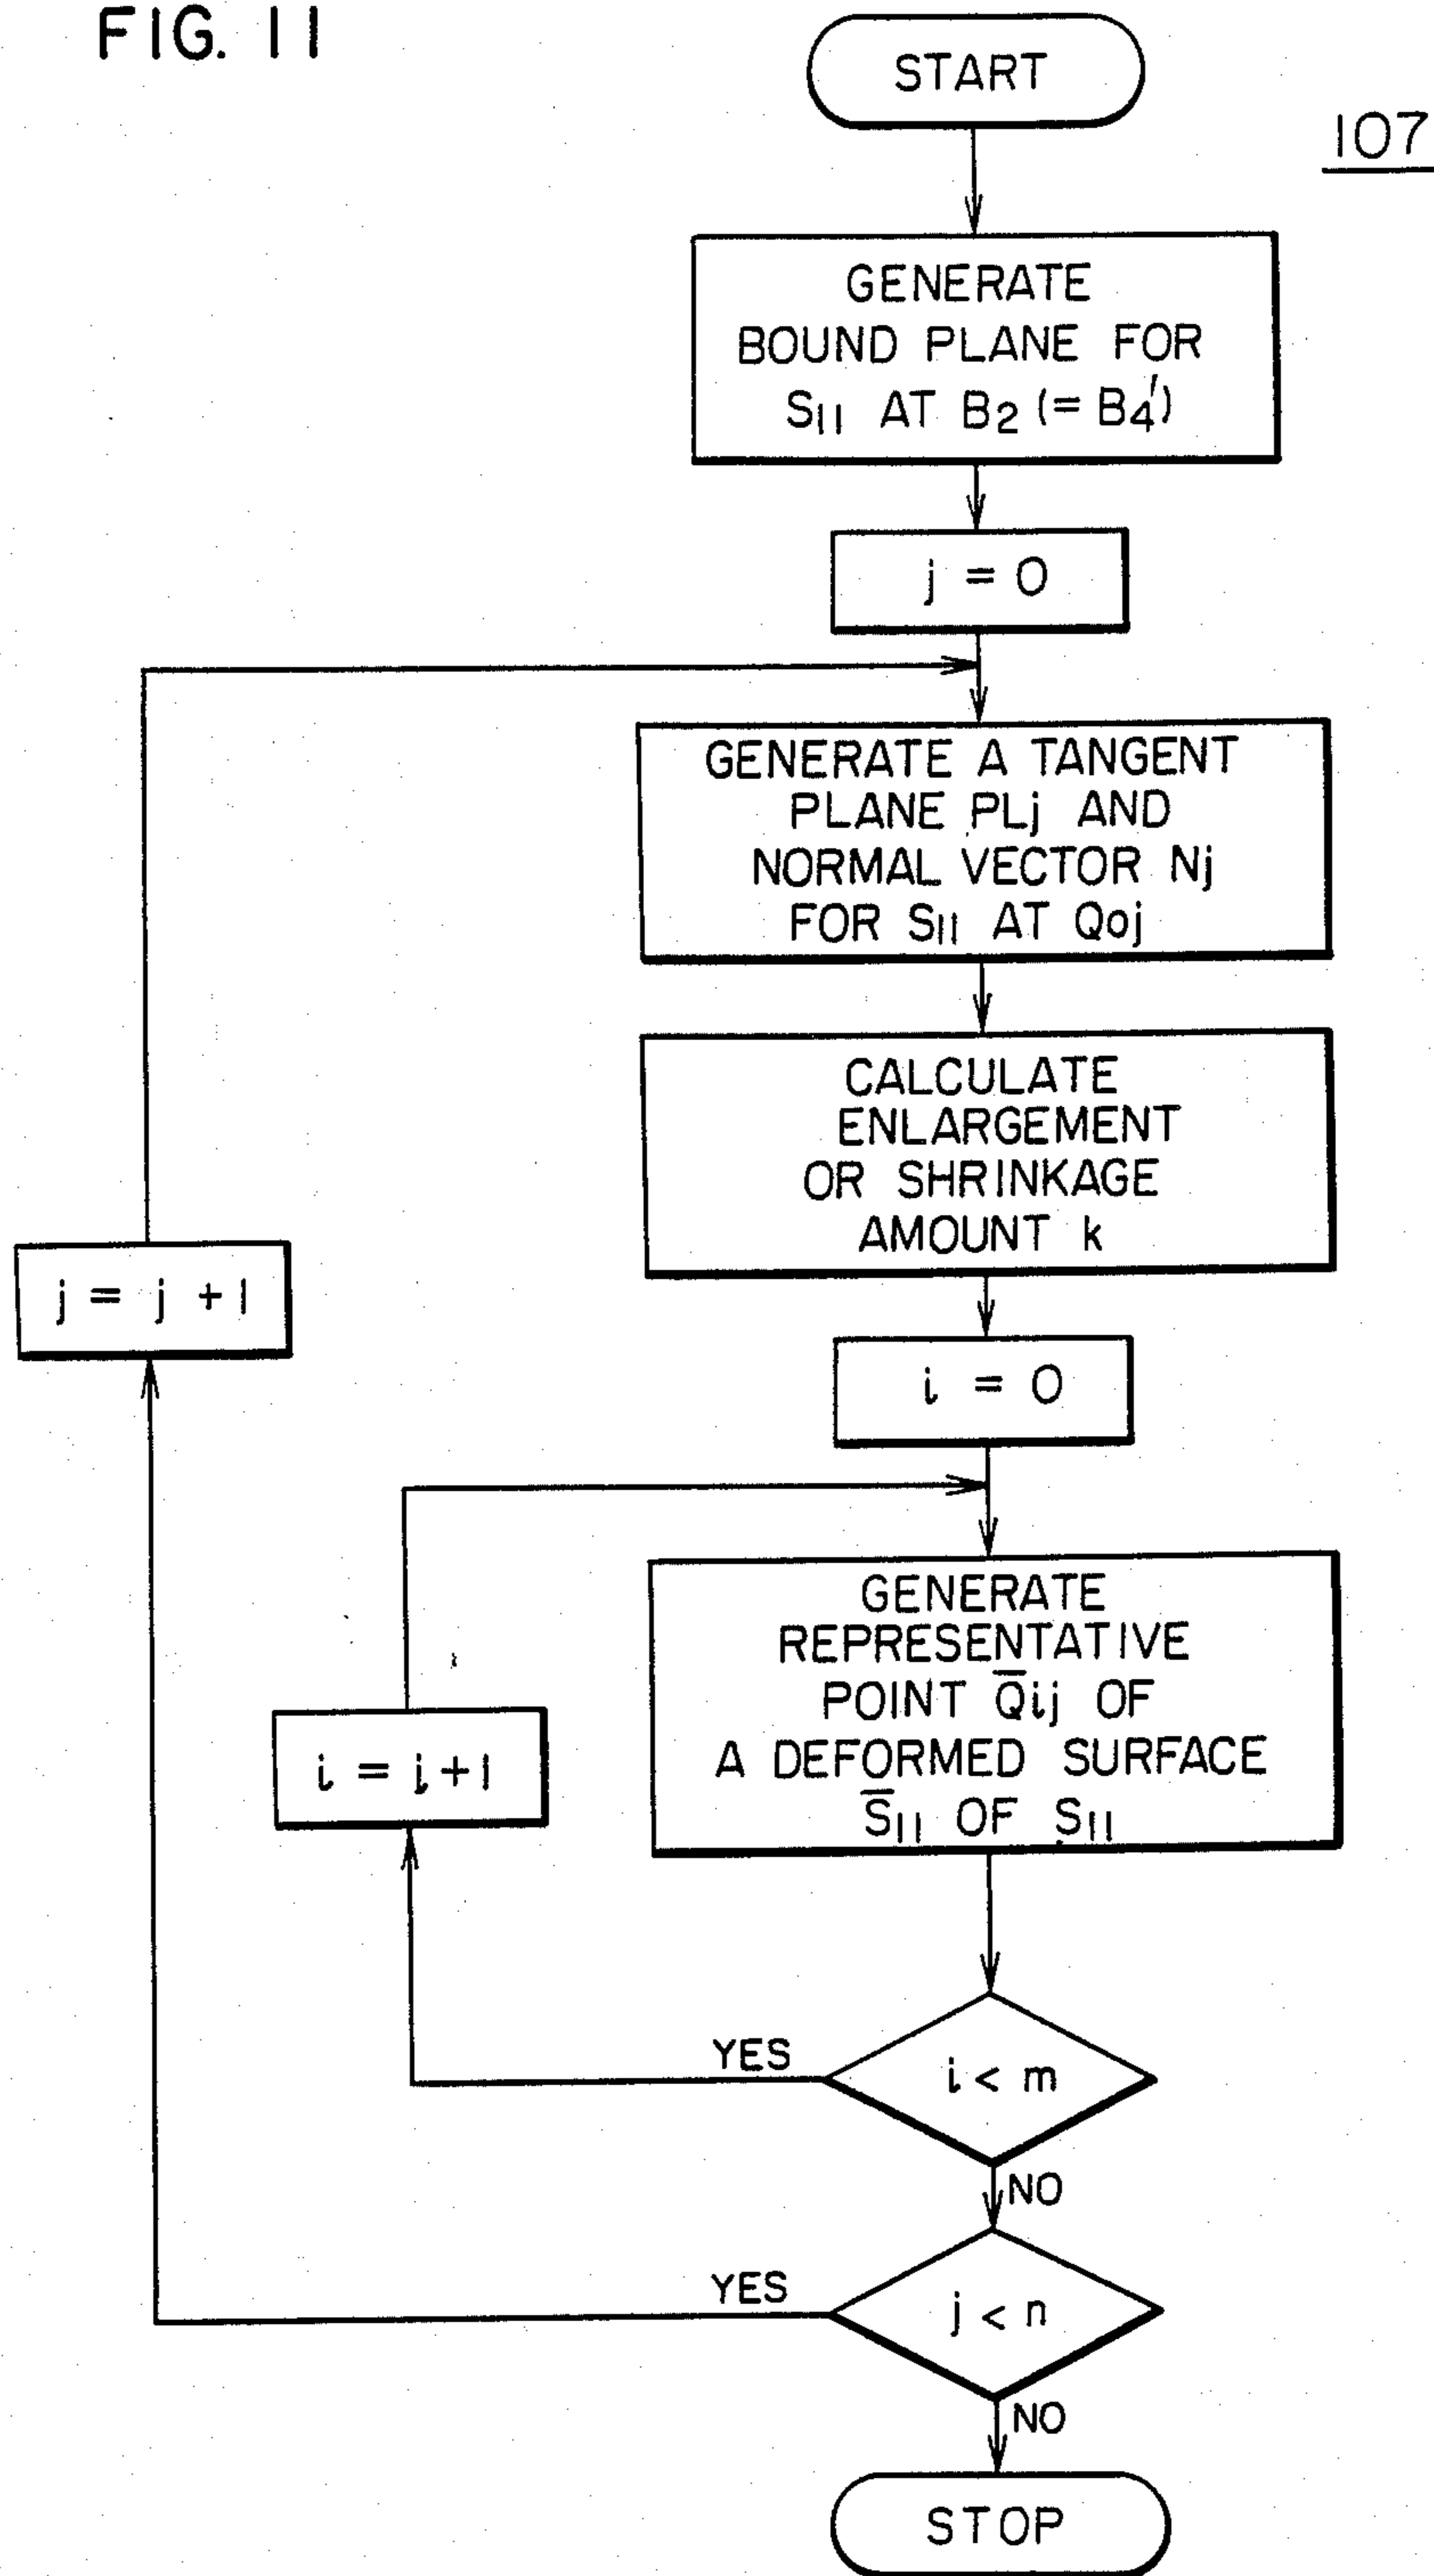 FIG. 11
START
107
GENERATE
BOUND PLANE FOR
S₁₁ AT B₂ (= B₄')
j = 0
GENERATE A TANGENT
PLANE PLj AND
NORMAL VECTOR Nj
FOR S₁₁ AT Qoj
CALCULATE
ENLARGEMENT
OR SHRINKAGE
AMOUNT k
j = j + 1
i = 0
GENERATE
REPRESENTATIVE
POINT Q̅ij OF
A DEFORMED SURFACE
S̅₁₁ OF S₁₁
i = i + 1
YES
i < m
NO
YES
j < n
NO
STOP